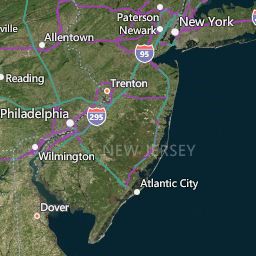 Paterson
Newark
New York
ville
Allentown
95
Reading
Trenton
Philadelphia
295
Wilmington
NEW JERSEY
Atlantic City
Dover